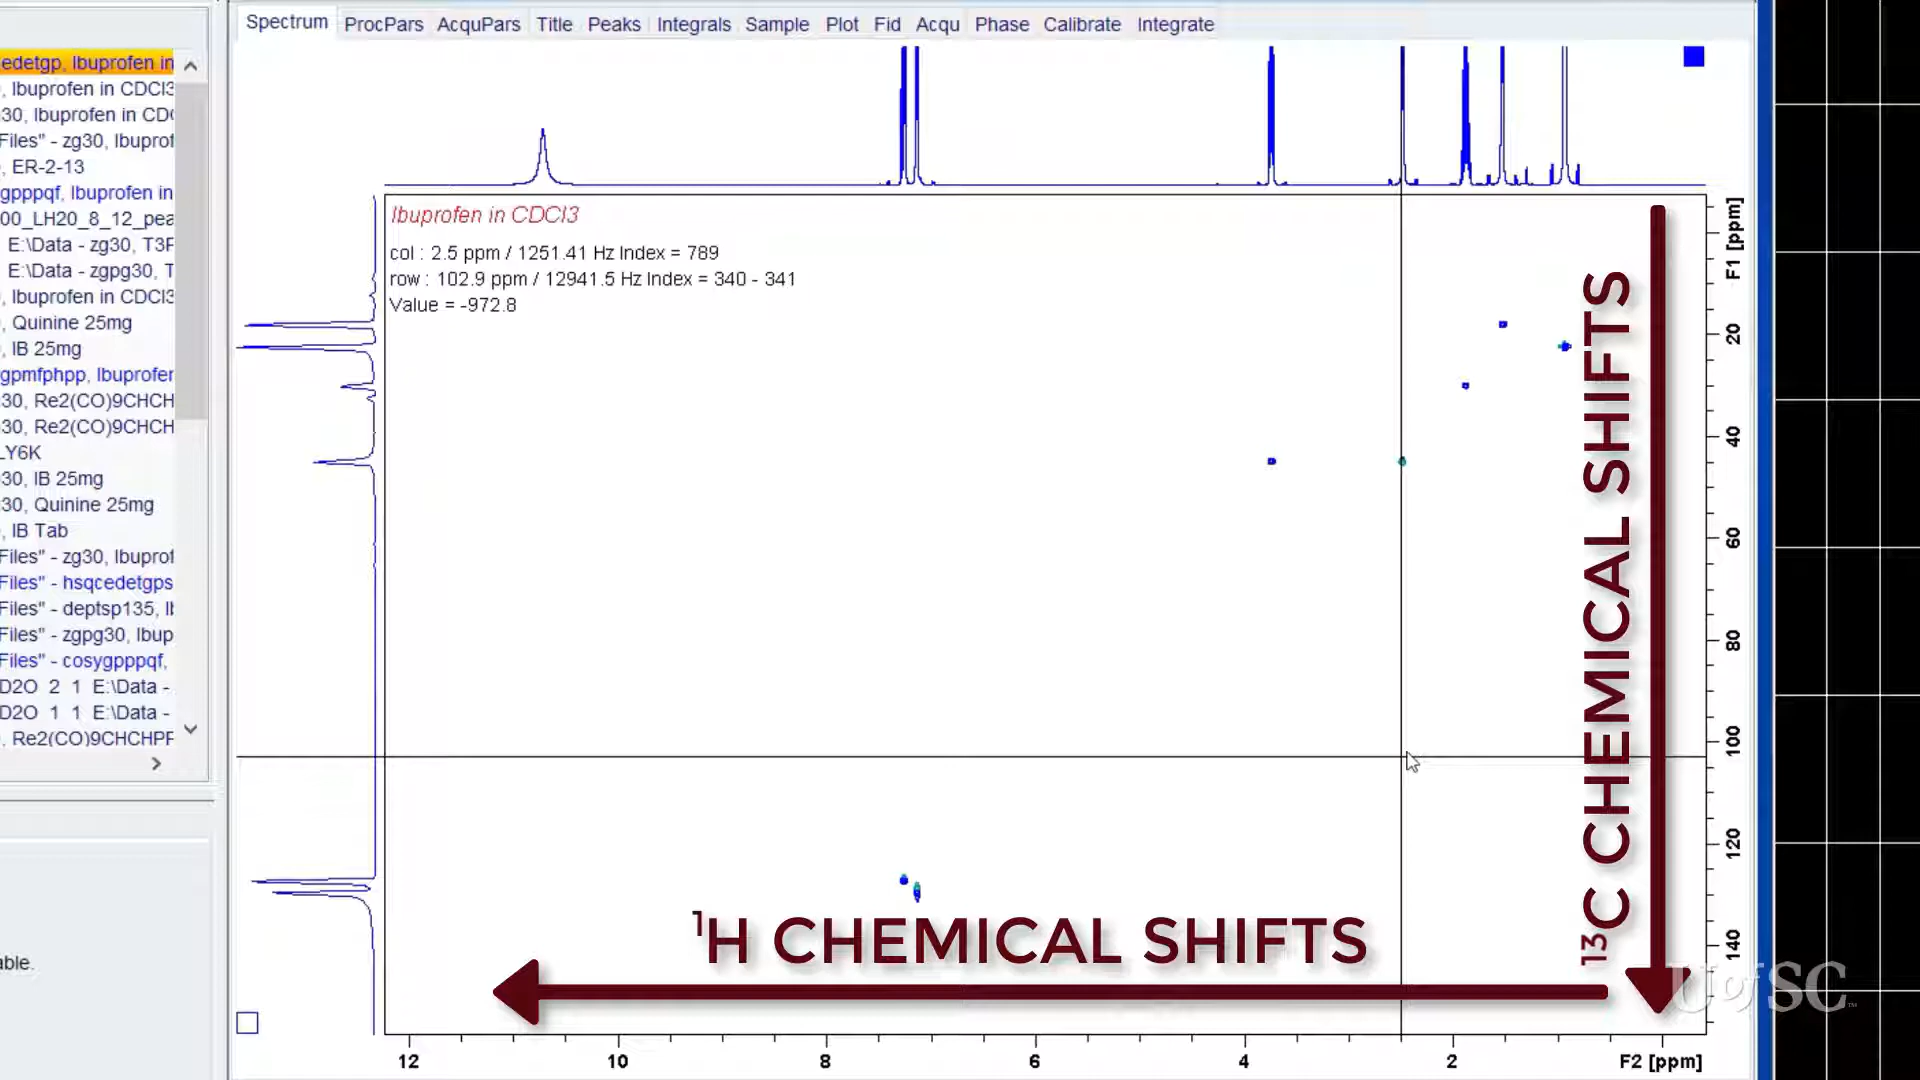 Spectrum ProcPars AcquPars Title Peaks Integrals Sample Plot Fid Acqu Phase Calibrate Integrate
edetgp, Ibuprofen in
, Ibuprofen in CDCl3
30, Ibuprofen in CD
Files" - zg30, Ibuprof
, ER-2-13
gpppqf, Ibuprofen in
00_LH20_8_12_pea
E:\Data - zg30, T3F
E:\Data - zgpg30, T
, Ibuprofen in CDCl3
, Quinine 25mg
, IB 25mg
gpmfphpp, Ibuprofen
30, Re2(CO)9CHCH
30, Re2(CO)9CHCH
LY6K
30, IB 25mg
30, Quinine 25mg
, IB Tab
Files" - zg30, Ibuprof
Files" - hsqcedetgps
Files" - deptsp135, Ib
Files" - zgpg30, Ibup
Files" - cosygpppqf,
D2O 2 1 E:\Data -
D2O 1 1 E:\Data -
, Re2(CO)9CHCHPF
able.
Ibuprofen in CDCl3
col : 2.5 ppm / 1251.41 Hz Index = 789
row : 102.9 ppm / 12941.5 Hz Index = 340 - 341
Value = -972.8
F1 [ppm]
20
40
60
80
100
120
140
13C CHEMICAL SHIFTS
1H CHEMICAL SHIFTS
UofSC™
12 10 8 6 4 2 F2 [ppm]